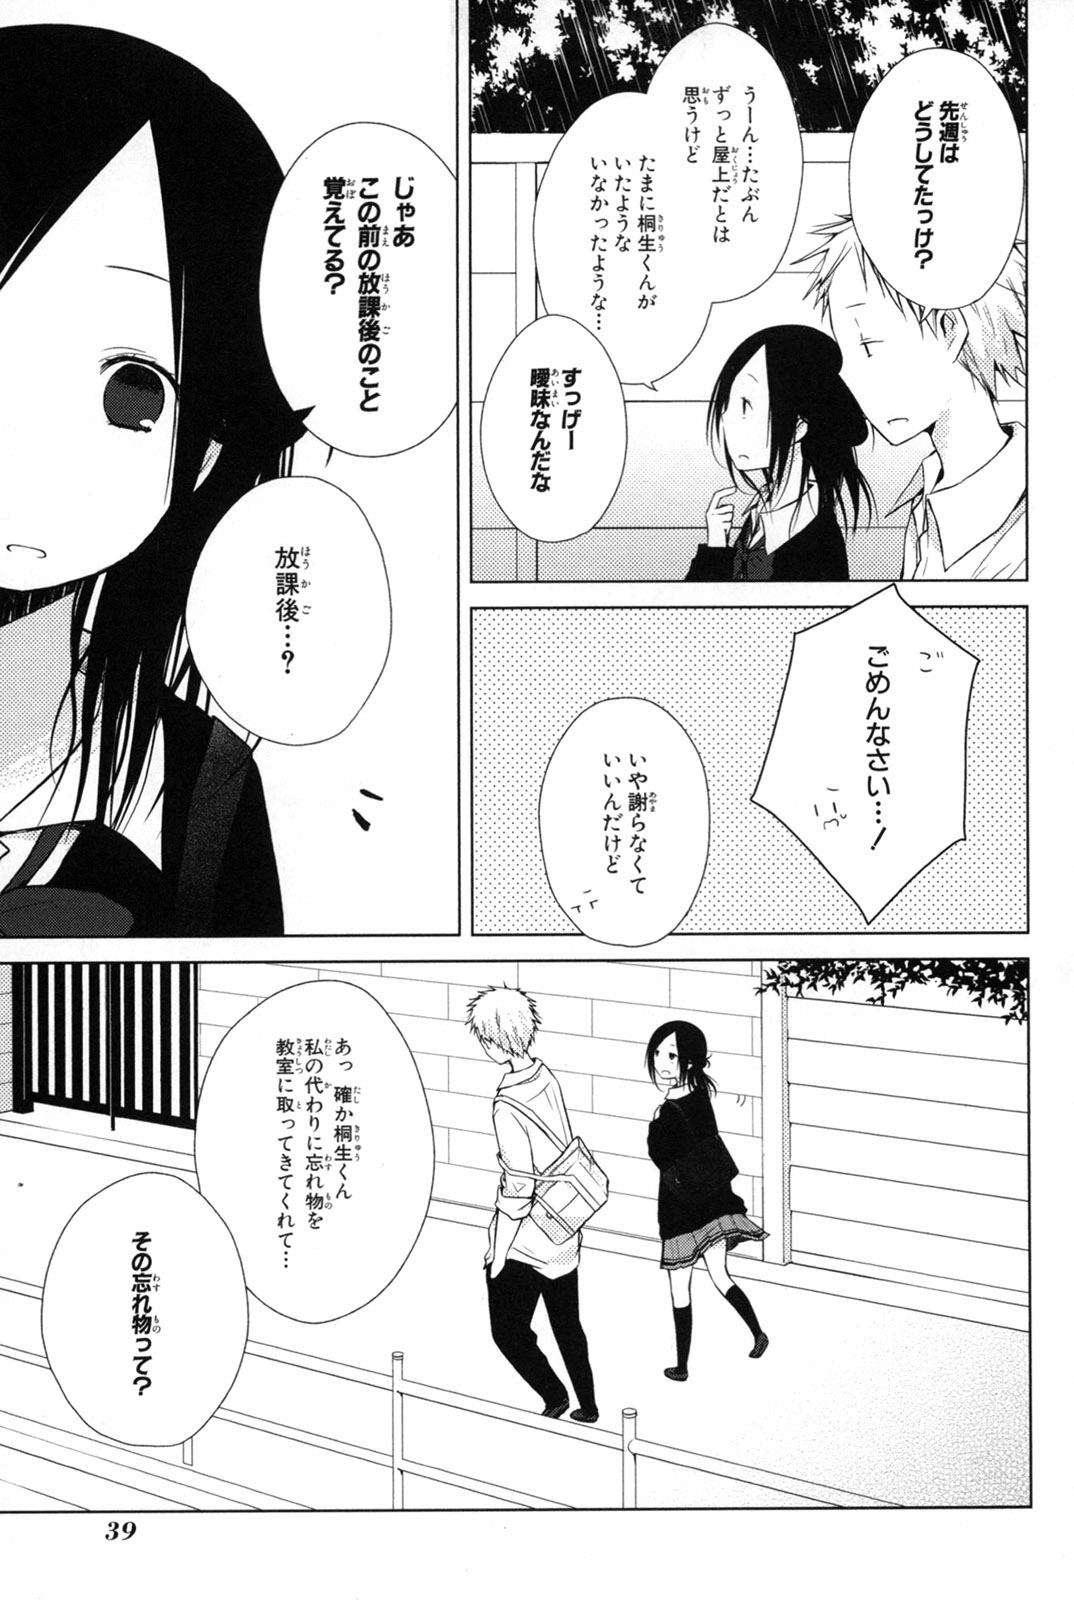 先週は
どうしてたっけ？
うーん…たぶん
ずっと屋上だとは
思うけど
たまに桐生くんが
いたような
いなかったような…
すっげー
曖昧なんだな
ごめんなさい…！
いや謝らなくて
いいんだけど
じゃあ
この前の放課後のこと
覚えてる？
放課後…？
あっ 確か桐生くん
私の代わりに忘れ物を
教室に取ってきてくれて…
その忘れ物って？
39